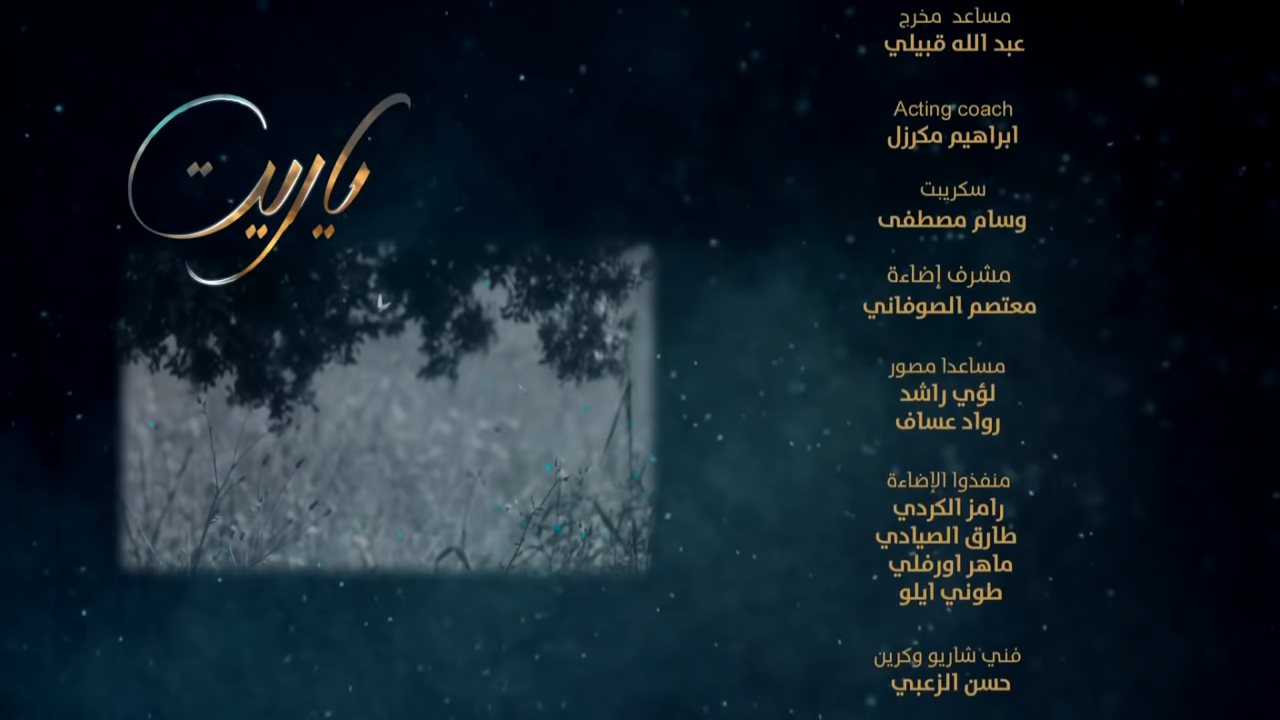 ياريت
مساعد مخرج
عبد الله قبيلي
Acting coach
ابراهيم مكرزل
سكريبت
وسام مصطفى
مشرف إضاءة
معتصم الصوفاني
مساعدا مصور
لؤي راشد
رواد عساف
منفذوا الإضاءة
رامز الكردي
طارق الصيادي
ماهر اورفلي
طوني ايلو
فني شاريو وكرين
حسن الزعبي